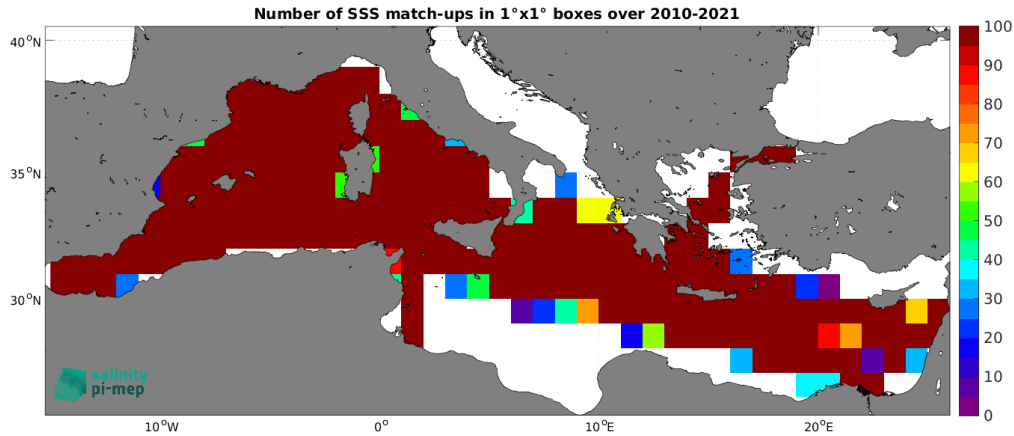 Number of SSS match-ups in 1°x1° boxes over 2010-2021
40°N
35°N
30°N
10°W
0°
10°E
20°E
100
90
80
70
60
50
40
30
20
10
0
salinity
pi-mep